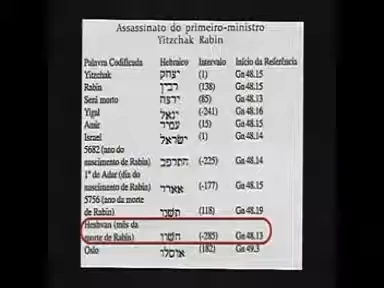 Assassinato do primeiro-ministro
Yitzchak Rabin
Palavra Codificada Hebraico Intervalo Início da Referência
Yitzchak יצחק (1) Gn 48.15
Rabin רבין (138) Gn 48.15
Será morto ירצח (85) Gn 48.13
Yigal יגאל (-241) Gn 48.16
Amir עמיר (15) Gn 48.15
Israel ישראל (1) Gn 48.14
5682 (ano do
nascimento de Rabin) התרפב (-225) Gn 48.14
1º de Adar (dia do
nascimento de Rabin) אאדר (-177) Gn 48.15
5756 (ano da morte
de Rabin) תשנו (118) Gn 48.19
Heshvan (mês da
morte de Rabin) חשון (-285) Gn 48.13
Oslo אוסלו (182) Gn 49.3